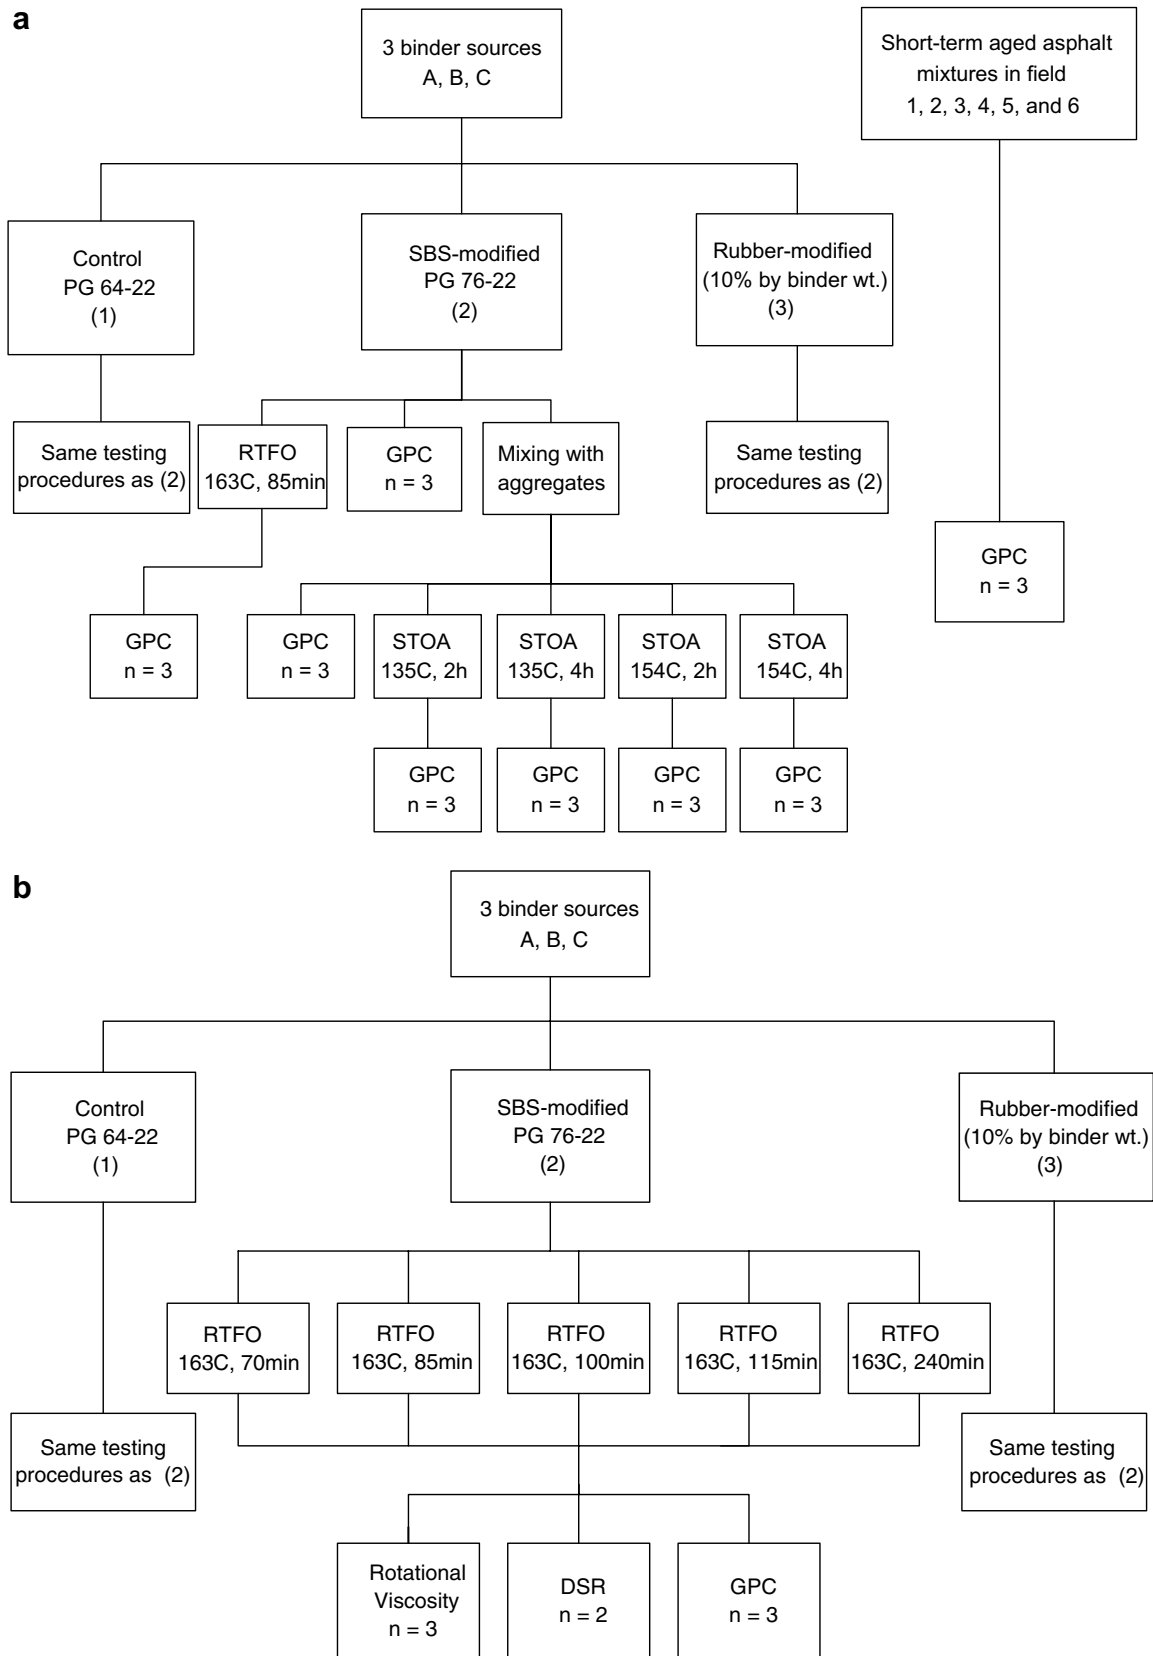 a
3 binder sources
A, B, C
Short-term aged asphalt
mixtures in field
1, 2, 3, 4, 5, and 6
Control
PG 64-22
(1)
SBS-modified
PG 76-22
(2)
Rubber-modified
(10% by binder wt.)
(3)
Same testing
procedures as (2)
RTFO
163C, 85min
GPC
n = 3
Mixing with
aggregates
Same testing
procedures as (2)
GPC
n = 3
GPC
n = 3
GPC
n = 3
STOA
135C, 2h
STOA
135C, 4h
STOA
154C, 2h
STOA
154C, 4h
GPC
n = 3
GPC
n = 3
GPC
n = 3
GPC
n = 3
b
3 binder sources
A, B, C
Control
PG 64-22
(1)
SBS-modified
PG 76-22
(2)
Rubber-modified
(10% by binder wt.)
(3)
RTFO
163C, 70min
RTFO
163C, 85min
RTFO
163C, 100min
RTFO
163C, 115min
RTFO
163C, 240min
Same testing
procedures as (2)
Same testing
procedures as (2)
Rotational
Viscosity
n = 3
DSR
n = 2
GPC
n = 3